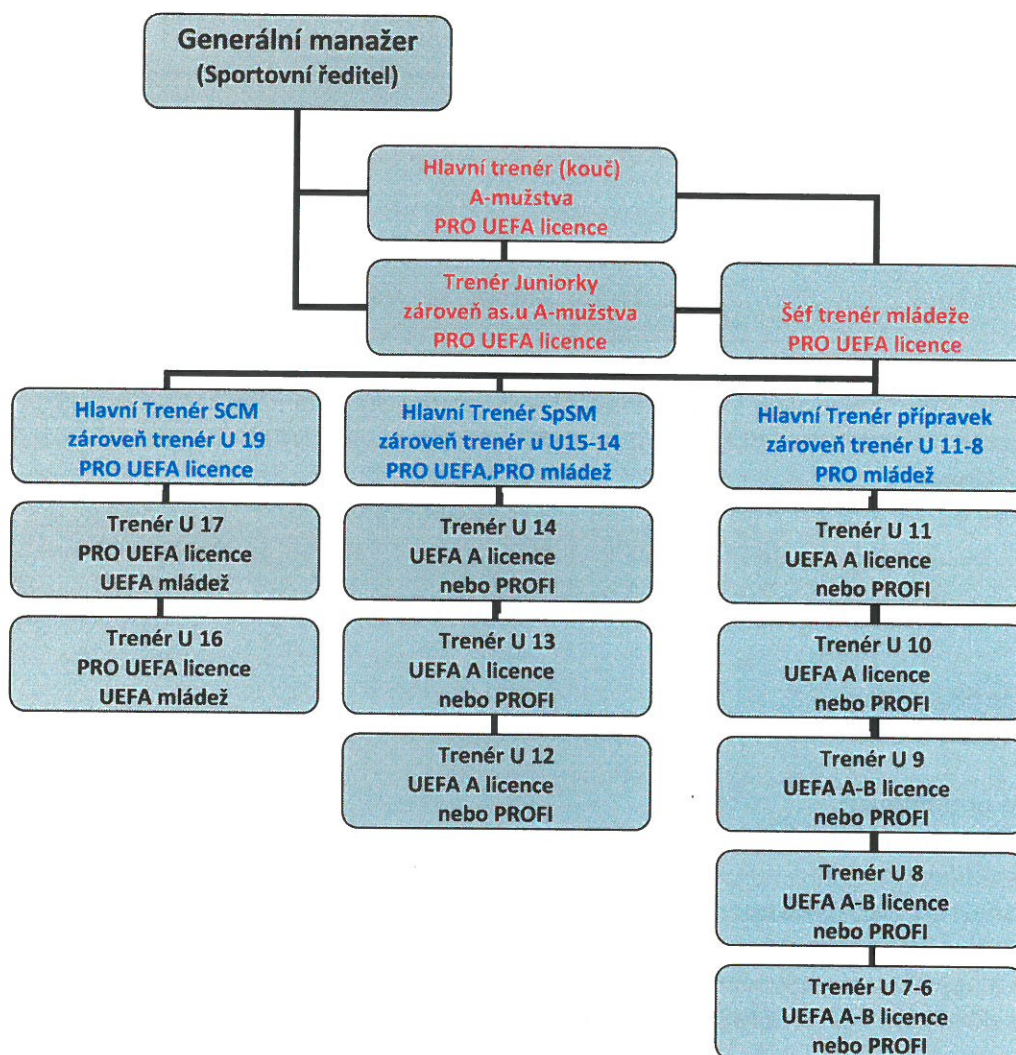 Generální manažer
(Sportovní ředitel)
Hlavní trenér (kouč)
A-mužstva
PRO UEFA licence
Trenér Juniorky
zároveň as.u A-mužstva
PRO UEFA licence
Šéf trenér mládeže
PRO UEFA licence
Hlavní Trenér SCM
zároveň trenér U 19
PRO UEFA licence
Trenér U 17
PRO UEFA licence
UEFA mládež
Trenér U 16
PRO UEFA licence
UEFA mládež
Hlavní Trenér SpSM
zároveň trenér u U15-14
PRO UEFA,PRO mládež
Trenér U 14
UEFA A licence
nebo PROFI
Trenér U 13
UEFA A licence
nebo PROFI
Trenér U 12
UEFA A licence
nebo PROFI
Hlavní Trenér přípravek
zároveň trenér U 11-8
PRO mládež
Trenér U 11
UEFA A licence
nebo PROFI
Trenér U 10
UEFA A licence
nebo PROFI
Trenér U 9
UEFA A-B licence
nebo PROFI
Trenér U 8
UEFA A-B licence
nebo PROFI
Trenér U 7-6
UEFA A-B licence
nebo PROFI